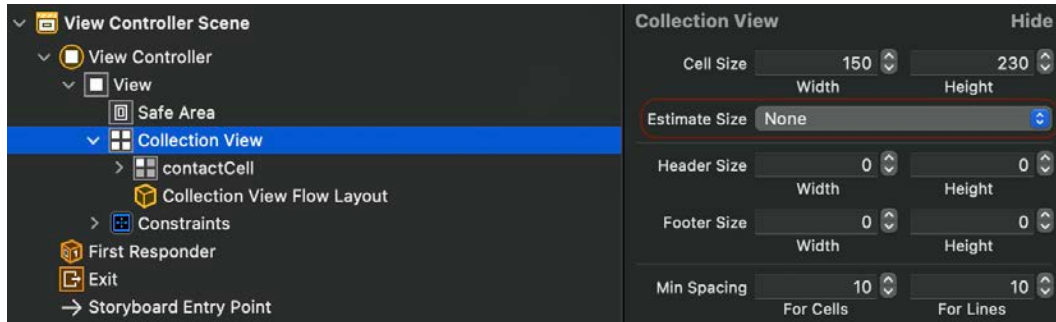 View Controller Scene
View Controller
View
Safe Area
Collection View
contactCell
Collection View Flow Layout
Constraints
First Responder
Exit
Storyboard Entry Point
Collection View Hide
Cell Size 150 230
Width Height
Estimate Size None
Header Size 0 0
Width Height
Footer Size 0 0
Width Height
Min Spacing 10 10
For Cells For Lines